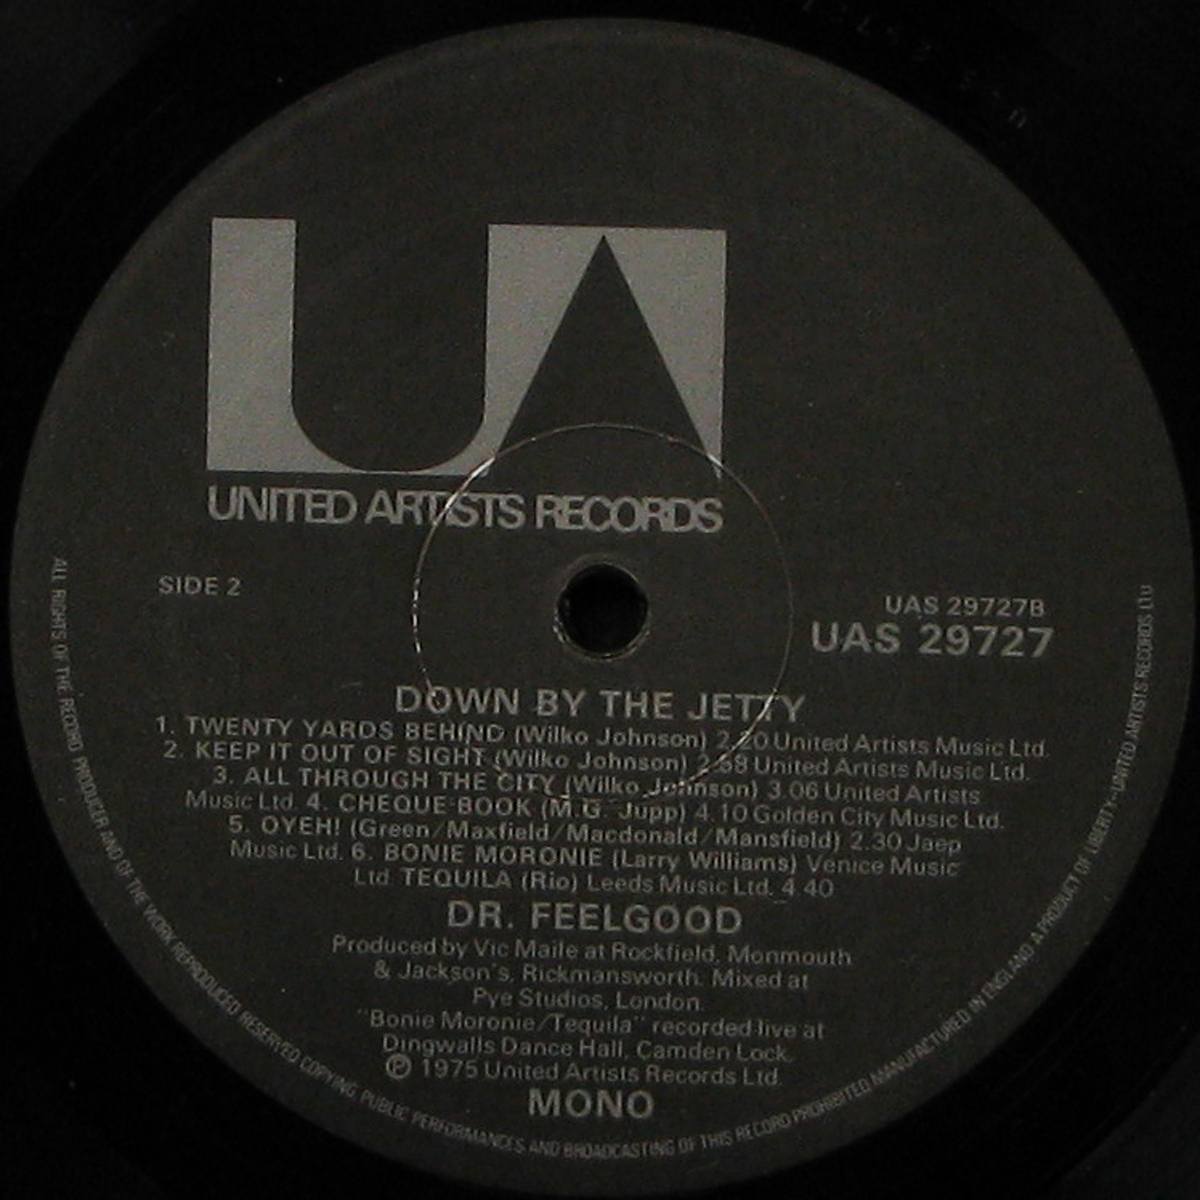 UA
UNITED ARTISTS RECORDS
SIDE 2
UAS 29727B
UAS 29727
DOWN BY THE JETTY
1. TWENTY YARDS BEHIND (Wilko Johnson) 2.20 United Artists Music Ltd.
2. KEEP IT OUT OF SIGHT (Wilko Johnson) 2.58 United Artists Music Ltd.
3. ALL THROUGH THE CITY (Wilko Johnson) 3.06 United Artists
Music Ltd. 4. CHEQUE BOOK (M.G. Jupp) 4.10 Golden City Music Ltd.
5. OYEH! (Green/Maxfield/Macdonald/Mansfield) 2.30 Jaep
Music Ltd. 6. BONIE MORONIE (Larry Williams) Venice Music
Ltd. TEQUILA (Rio) Leeds Music Ltd. 4.40
DR. FEELGOOD
Produced by Vic Maile at Rockfield, Monmouth
& Jackson's, Rickmansworth. Mixed at
Pye Studios, London.
"Bonie Moronie/Tequila" recorded live at
Dingwalls Dance Hall, Camden Lock.
℗ 1975 United Artists Records Ltd.
MONO
ALL RIGHTS OF THE RECORD PRODUCER AND OF THE WORK REPRODUCED RESERVED COPYING, PUBLIC PERFORMANCES AND BROADCASTING OF THIS RECORD PROHIBITED MANUFACTURED IN ENGLAND A PRODUCT OF LIBERTY-UNITED ARTISTS RECORDS LTD